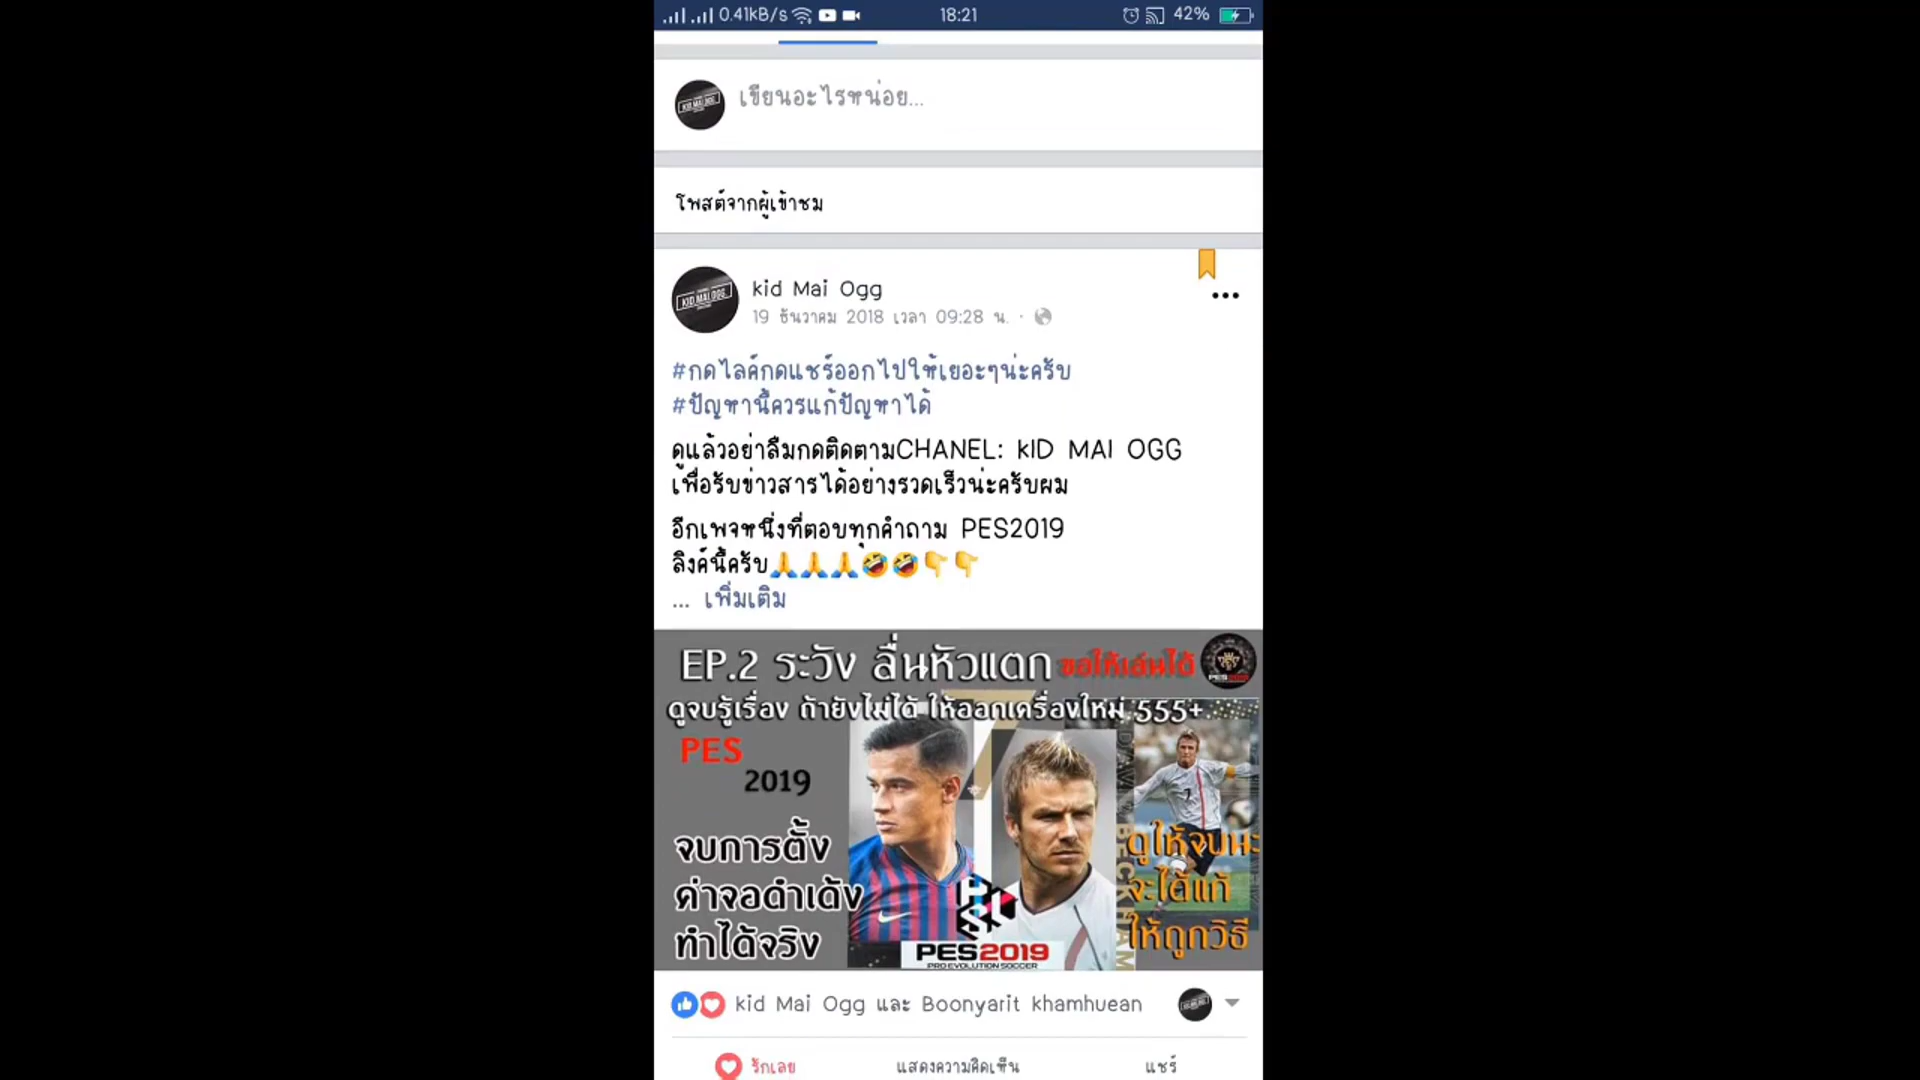 0.41kB/s 18:21 42%
เขียนอะไรหน่อย...
โพสต์จากผู้เข้าชม
kid Mai Ogg
19 ธันวาคม 2018 เวลา 09:28 น. ·
#กดไลค์กดแชร์ออกไปให้เยอะๆน่ะครับ
#ปัญหานี้ควรแก้ปัญหาได้
ดูแล้วอย่าลืมกดติดตามCHANEL: kID MAI OGG
เพื่อรับข่าวสารได้อย่างรวดเร็วน่ะครับผม
อีกเพจหนึ่งที่ตอบทุกคำถาม PES2019
ลิงค์นี้ครับ🙏🙏🙏🤣🤣👇👇
... เพิ่มเติม
EP.2 ระวัง ลื่นหัวแตก ขอให้เล่นได้
ดูจบรู้เรื่อง ถ้ายังไม่ได้ ให้ออกเครื่องใหม่ 555+
PES
2019
จบการตั้ง
ค่าจอดำเด้ง
ทำได้จริง
ดูให้จบนะ
จะได้แก้
ให้ถูกวิธี
PES2019
PRO EVOLUTION SOCCER
kid Mai Ogg และ Boonyarit khamhuean
รักเลย แสดงความคิดเห็น แชร์